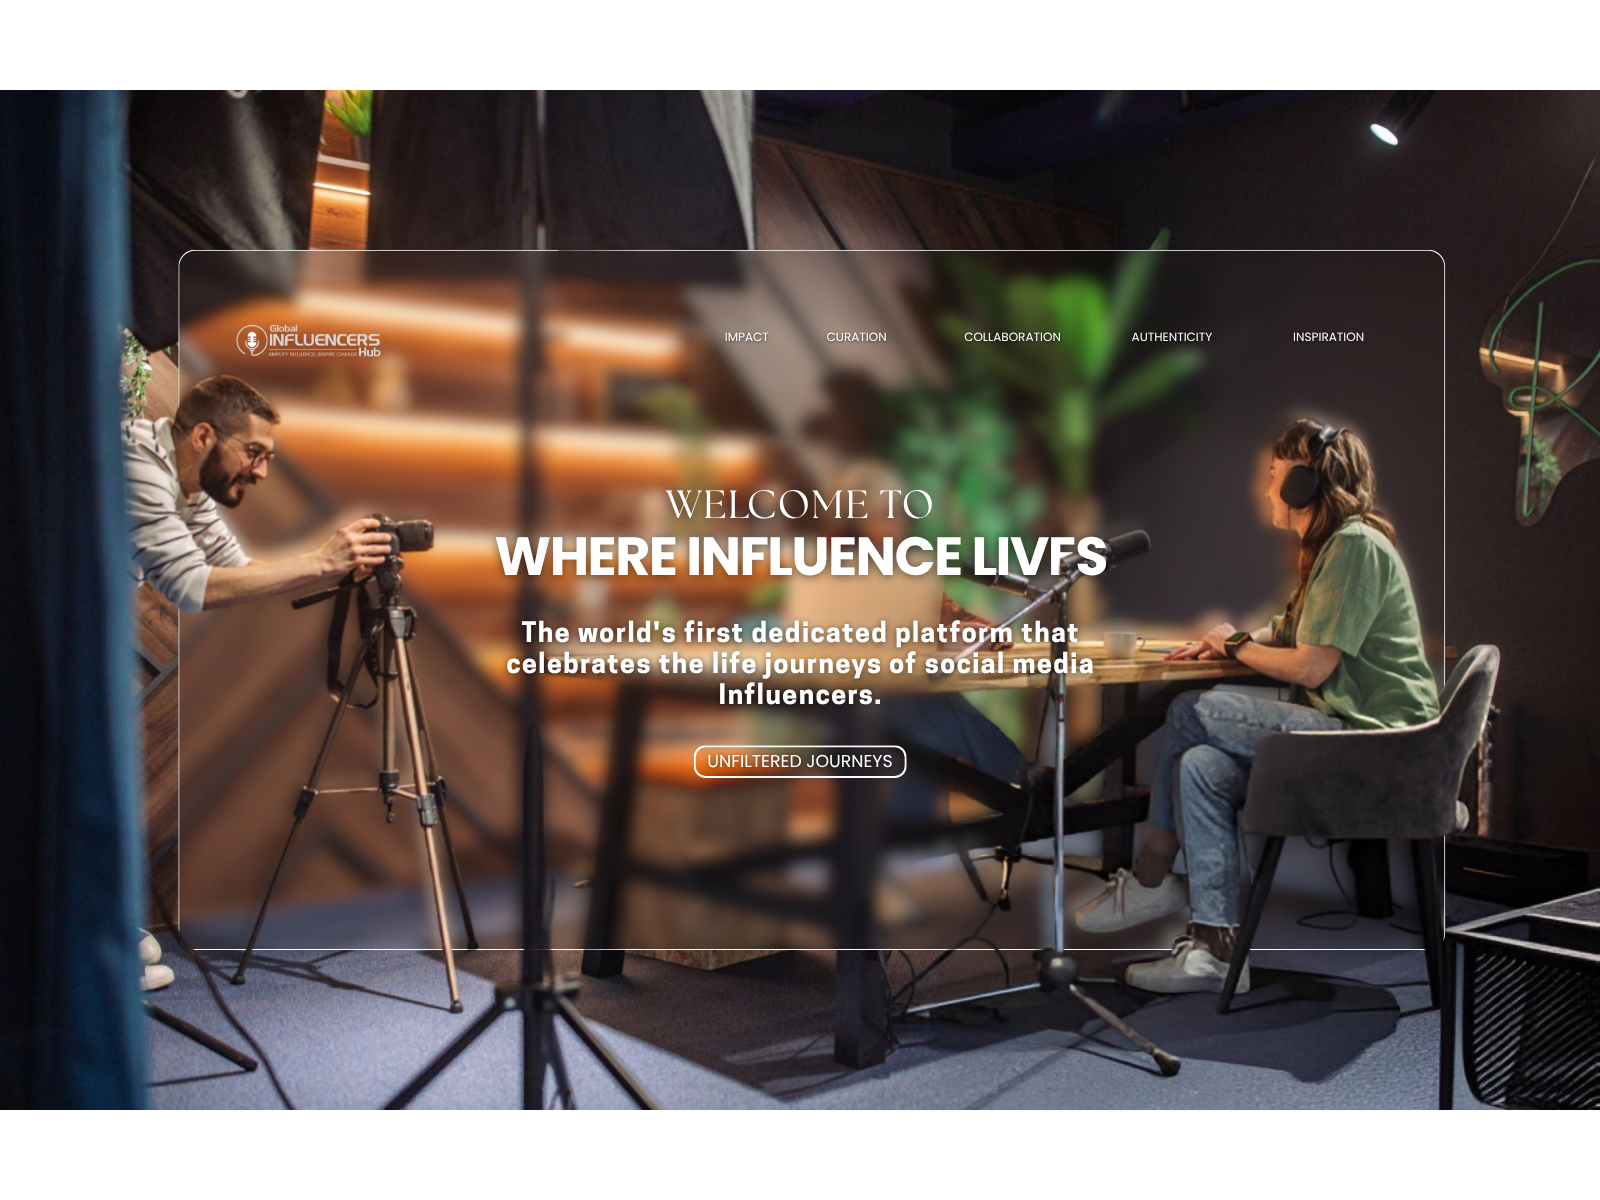 Global
INFLUENCERS
AMPLIFY INFLUENCE, INSPIRE CHANGE Hub
IMPACT CURATION COLLABORATION AUTHENTICITY INSPIRATION
WELCOME TO
WHERE INFLUENCE LIVES
The world's first dedicated platform that
celebrates the life journeys of social media
Influencers.
UNFILTERED JOURNEYS